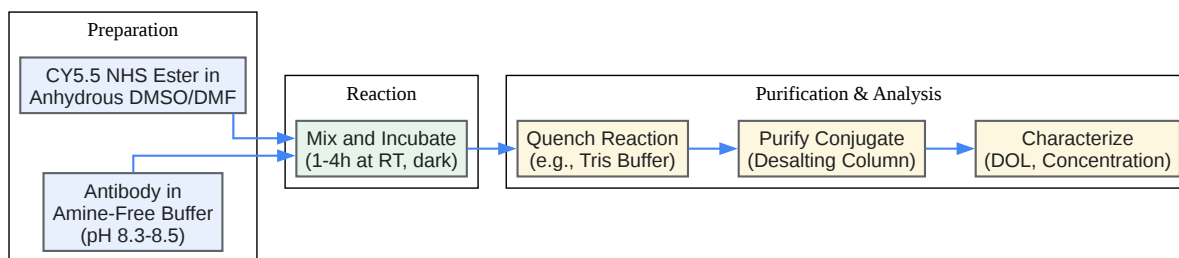 Preparation
CY5.5 NHS Ester in
Anhydrous DMSO/DMF
Antibody in
Amine-Free Buffer
(pH 8.3-8.5)
Reaction
Mix and Incubate
(1-4h at RT, dark)
Purification & Analysis
Quench Reaction
(e.g., Tris Buffer)
Purify Conjugate
(Desalting Column)
Characterize
(DOL, Concentration)